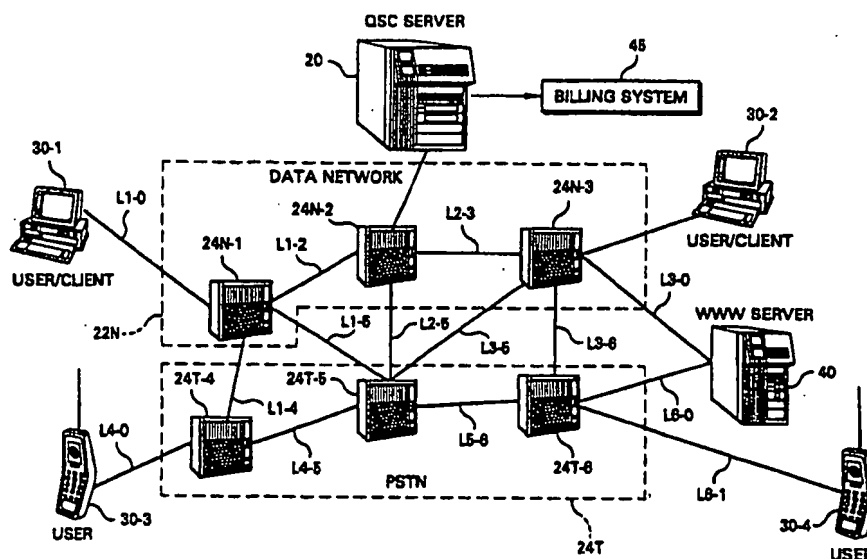 QSC SERVER
20
45
BILLING SYSTEM
30-1
30-2
DATA NETWORK
L1-0
24N-2
24N-3
USER/CLIENT
24N-1
L1-2
L2-3
USER/CLIENT
L3-0
WWW SERVER
22N
L1-5
L2-5
L3-5
L3-6
24T-4
24T-5
40
L1-4
L6-0
L4-0
L4-5
L5-6
24T-6
PSTN
L6-1
USER
30-3
24T
30-4
USER